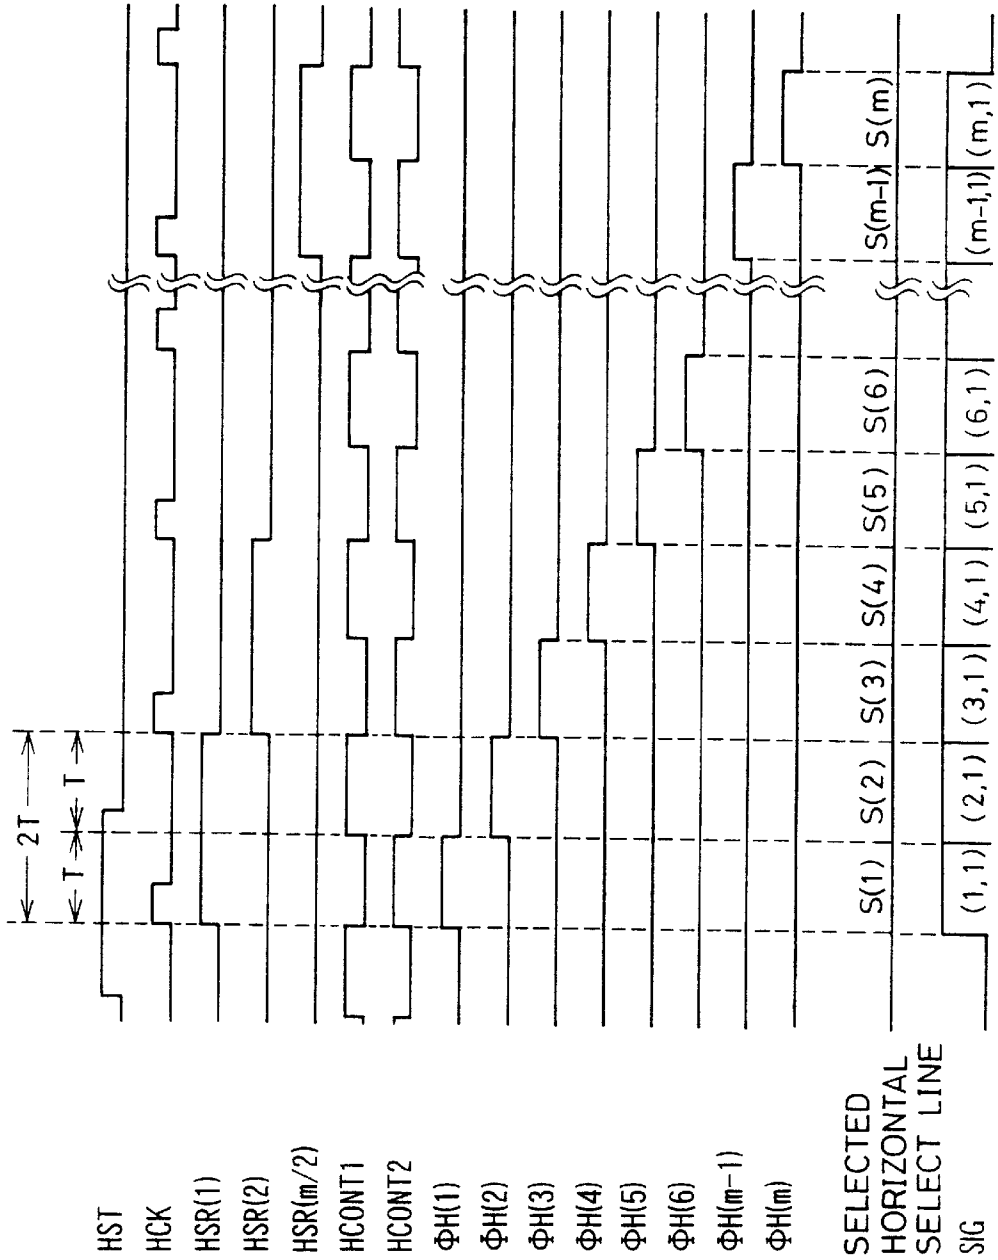 2T
T T
HST
HCK
HSR(1)
HSR(2)
HSR(m/2)
HCONT1
HCONT2
ΦH(1)
ΦH(2)
ΦH(3)
ΦH(4)
ΦH(5)
ΦH(6)
ΦH(m-1)
ΦH(m)
SELECTED
HORIZONTAL
SELECT LINE
S(1) S(2) S(3) S(4) S(5) S(6) S(m-1) S(m)
SIG
(1,1) (2,1) (3,1) (4,1) (5,1) (6,1) (m-1,1) (m,1)